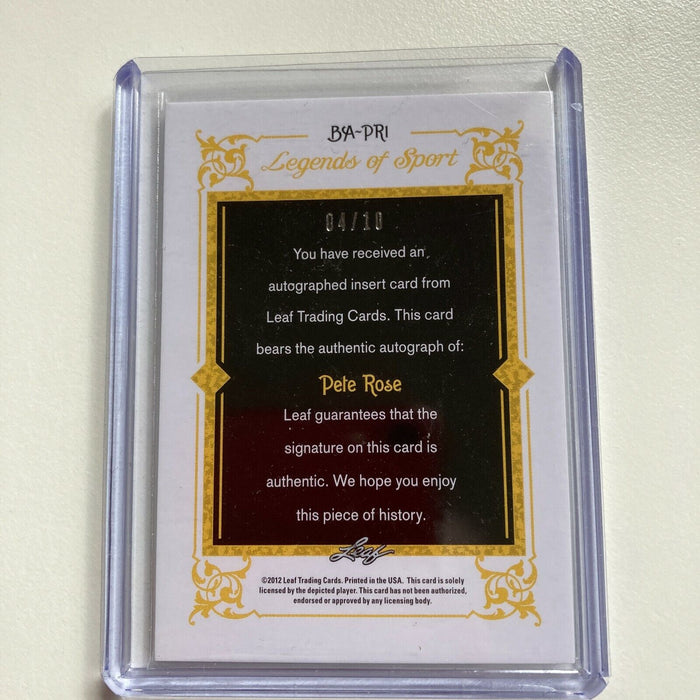 BA-PR1
Legends of Sport
04/10
You have received an
autographed insert card from
Leaf Trading Cards. This card
bears the authentic autograph of:
Pete Rose
Leaf guarantees that the
signature on this card is
authentic. We hope you enjoy
this piece of history.
Leaf
©2012 Leaf Trading Cards. Printed in the USA. This card is solely
licensed by the depicted player. This card has not been authorized,
endorsed or approved by any licensing body.